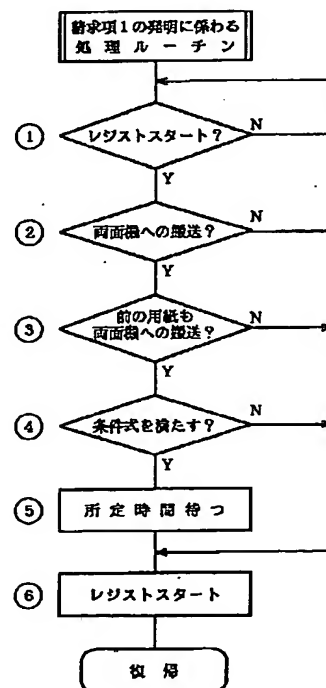 請求項1の発明に係わる
処理ルーチン
① レジストスタート? N
Y
② 両面機への搬送? N
Y
③ 前の用紙も
両面機への搬送? N
Y
④ 条件式を満たす? N
Y
⑤ 所定時間待つ
⑥ レジストスタート
復帰